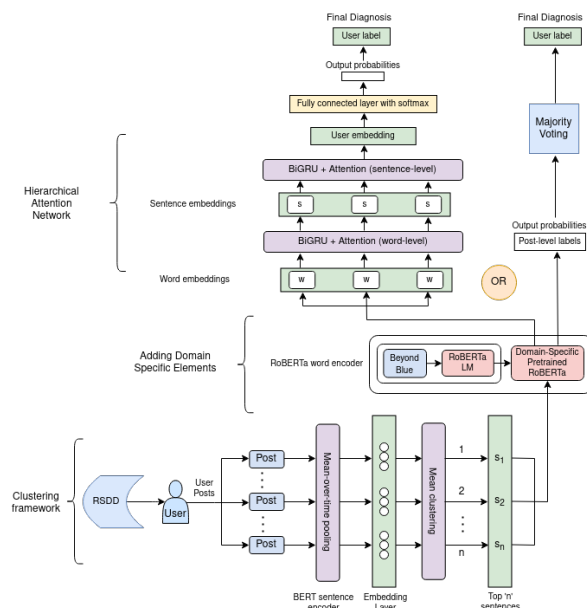 Final Diagnosis
Final Diagnosis
User label
User label
Output probabilities
Fully connected layer with softmax
User embedding
Majority
Voting
BiGRU + Attention (sentence-level)
Hierarchical
Attention
Network
Sentence embeddings
s
s
s
Output probabilities
BiGRU + Attention (word-level)
Post-level labels
Word embeddings
w
w
w
OR
Adding Domain
Specific Elements
RoBERTa word encoder
Beyond
Blue
RoBERTa
LM
Domain-Specific
Pretrained
RoBERTa
Clustering
framework
RSDD
User
User
Posts
Post
Post
Post
Mean-over-time pooling
Mean clustering
1
2
n
s1
s2
sn
BERT sentence
encoder
Embedding
Layer
Top 'n'
sentences